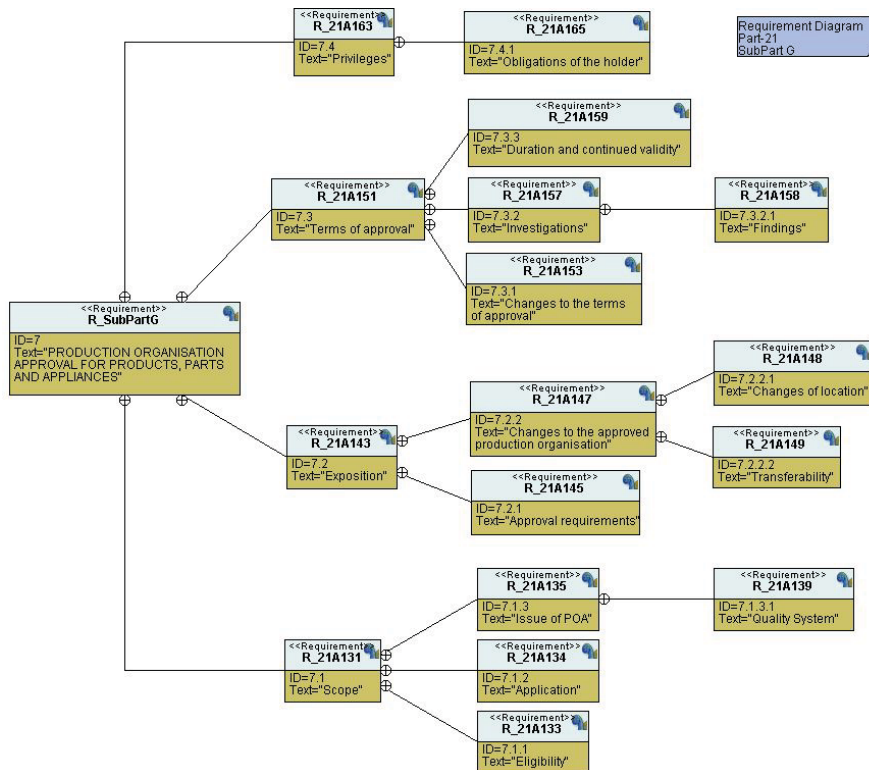 <<Requirement>>
R_21A163
ID=7.4
Text="Privileges"
<<Requirement>>
R_21A165
ID=7.4.1
Text="Obligations of the holder"
Requirement Diagram
Part-21
SubPart G
<<Requirement>>
R_21A159
ID=7.3.3
Text="Duration and continued validity"
<<Requirement>>
R_21A151
ID=7.3
Text="Terms of approval"
<<Requirement>>
R_21A157
ID=7.3.2
Text="Investigations"
<<Requirement>>
R_21A158
ID=7.3.2.1
Text="Findings"
<<Requirement>>
R_21A153
ID=7.3.1
Text="Changes to the terms
of approval"
<<Requirement>>
R_SubPartG
ID=7
Text="PRODUCTION ORGANISATION
APPROVAL FOR PRODUCTS, PARTS
AND APPLIANCES"
<<Requirement>>
R_21A148
ID=7.2.2.1
Text="Changes of location"
<<Requirement>>
R_21A147
ID=7.2.2
Text="Changes to the approved
production organisation"
<<Requirement>>
R_21A143
ID=7.2
Text="Exposition"
<<Requirement>>
R_21A149
ID=7.2.2.2
Text="Transferability"
<<Requirement>>
R_21A145
ID=7.2.1
Text="Approval requirements"
<<Requirement>>
R_21A135
ID=7.1.3
Text="Issue of POA"
<<Requirement>>
R_21A139
ID=7.1.3.1
Text="Quality System"
<<Requirement>>
R_21A131
ID=7.1
Text="Scope"
<<Requirement>>
R_21A134
ID=7.1.2
Text="Application"
<<Requirement>>
R_21A133
ID=7.1.1
Text="Eligibility"